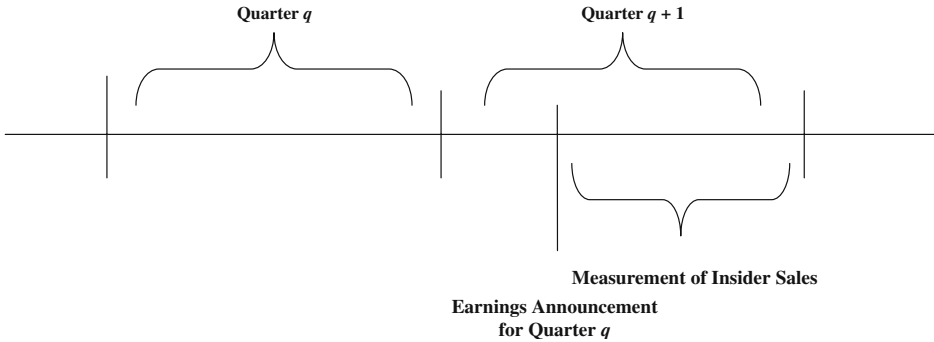 Quarter q
Quarter q + 1
Measurement of Insider Sales
Earnings Announcement
for Quarter q